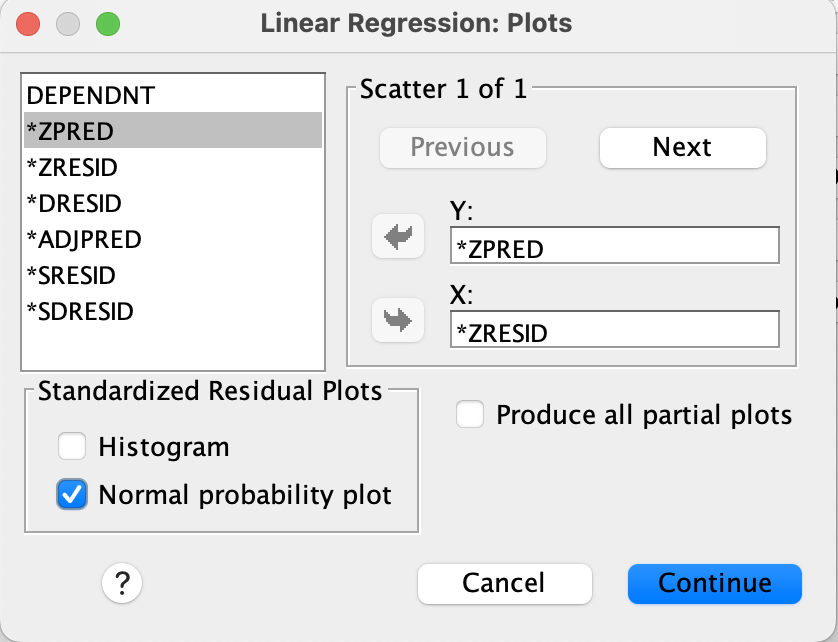 Linear Regression: Plots
DEPENDNT
*ZPRED
*ZRESID
*DRESID
*ADJPRED
*SRESID
*SDRESID
Scatter 1 of 1
Previous
Next
Y:
*ZPRED
X:
*ZRESID
Standardized Residual Plots
Histogram
Normal probability plot
Produce all partial plots
?
Cancel
Continue